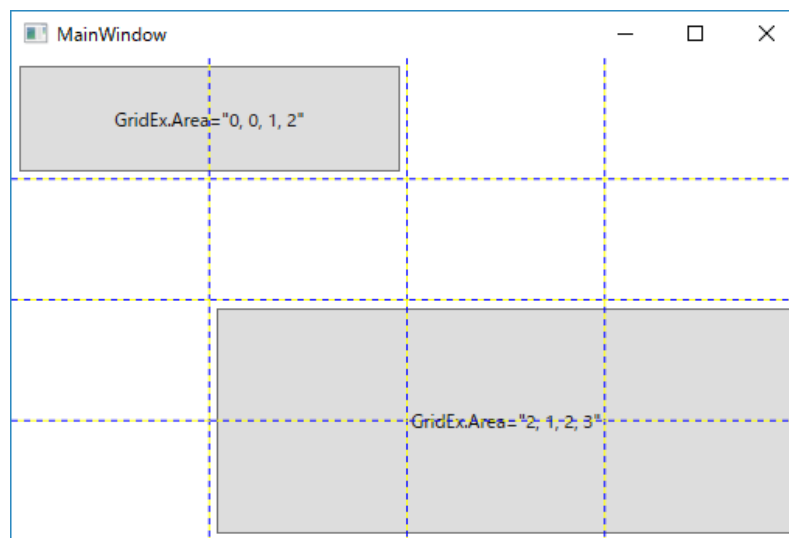 MainWindow
GridEx.Area="0, 0, 1, 2"
GridEx.Area="2, 1, 2, 3"